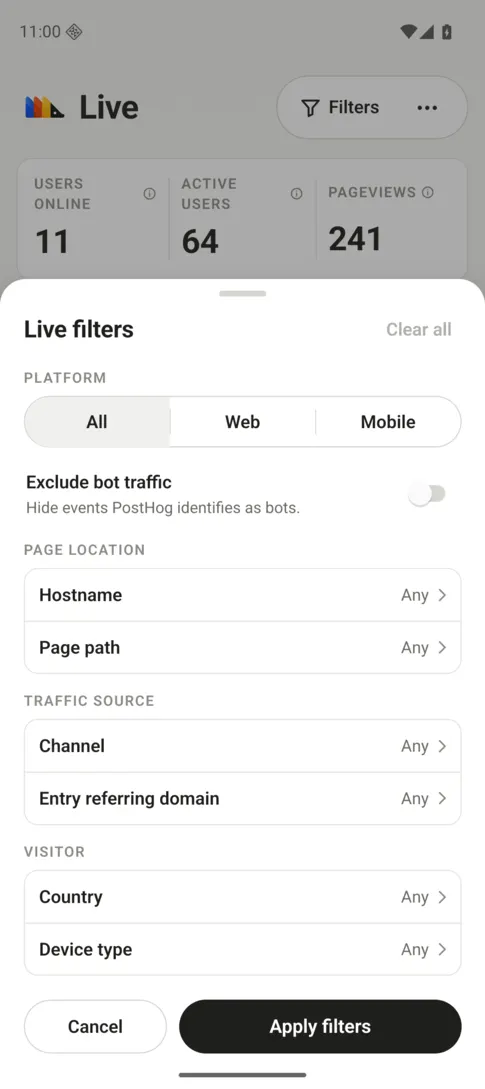 11:00
Live
Filters
USERS ONLINE
ACTIVE USERS
PAGEVIEWS
11
64
241
Live filters
Clear all
PLATFORM
All
Web
Mobile
Exclude bot traffic
Hide events PostHog identifies as bots.
PAGE LOCATION
Hostname Any
Page path Any
TRAFFIC SOURCE
Channel Any
Entry referring domain Any
VISITOR
Country Any
Device type Any
Cancel
Apply filters